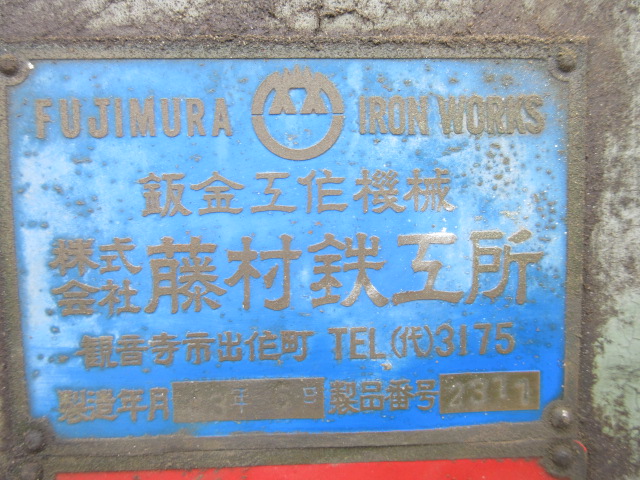 FUJIMURA IRON WORKS
鈑金工作機械
株式会社 藤村鉄工所
観音寺市出作町 TEL(代)3175
製造年月 3年 日 製品番号 2311